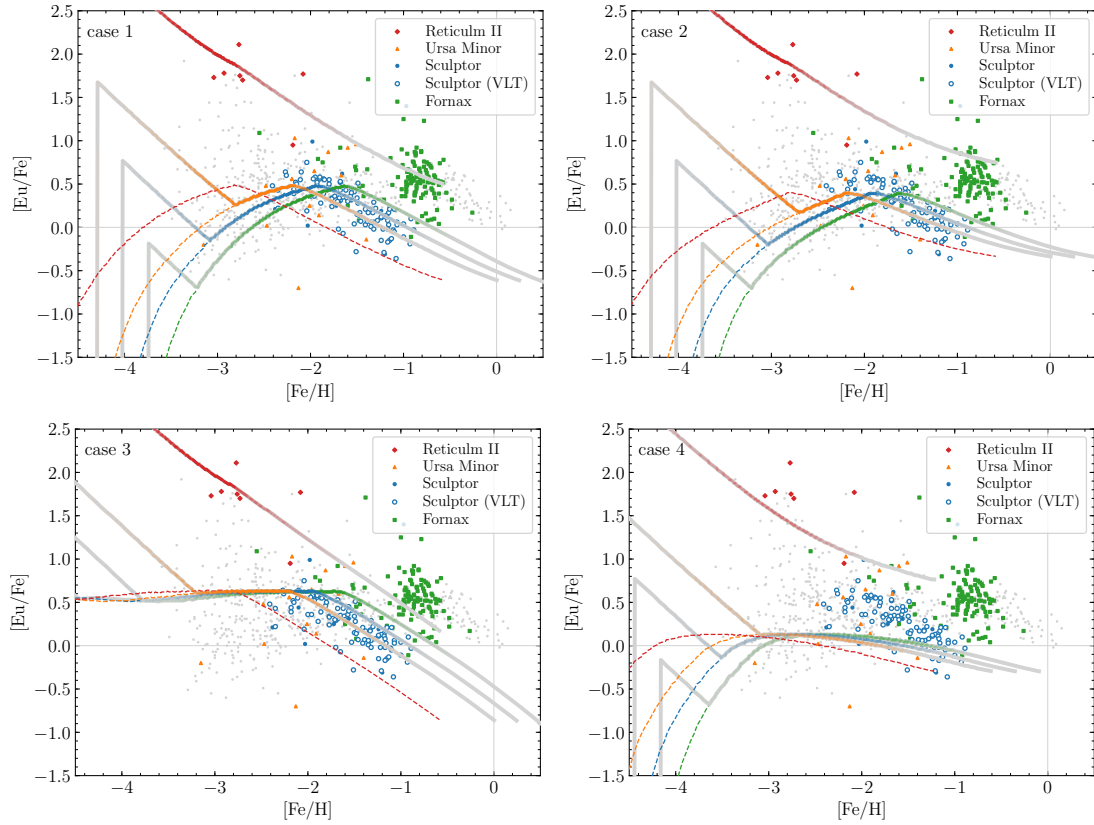 case 1
Reticulm II
Ursa Minor
Sculptor
Sculptor (VLT)
Fornax
2.5
2.0
1.5
1.0
0.5
0.0
−0.5
−1.0
−1.5
[Eu/Fe]
−4
−3
−2
−1
0
[Fe/H]
case 2
Reticulm II
Ursa Minor
Sculptor
Sculptor (VLT)
Fornax
2.5
2.0
1.5
1.0
0.5
0.0
−0.5
−1.0
−1.5
[Eu/Fe]
−4
−3
−2
−1
0
[Fe/H]
case 3
Reticulm II
Ursa Minor
Sculptor
Sculptor (VLT)
Fornax
2.5
2.0
1.5
1.0
0.5
0.0
−0.5
−1.0
−1.5
[Eu/Fe]
−4
−3
−2
−1
0
[Fe/H]
case 4
Reticulm II
Ursa Minor
Sculptor
Sculptor (VLT)
Fornax
2.5
2.0
1.5
1.0
0.5
0.0
−0.5
−1.0
−1.5
[Eu/Fe]
−4
−3
−2
−1
0
[Fe/H]